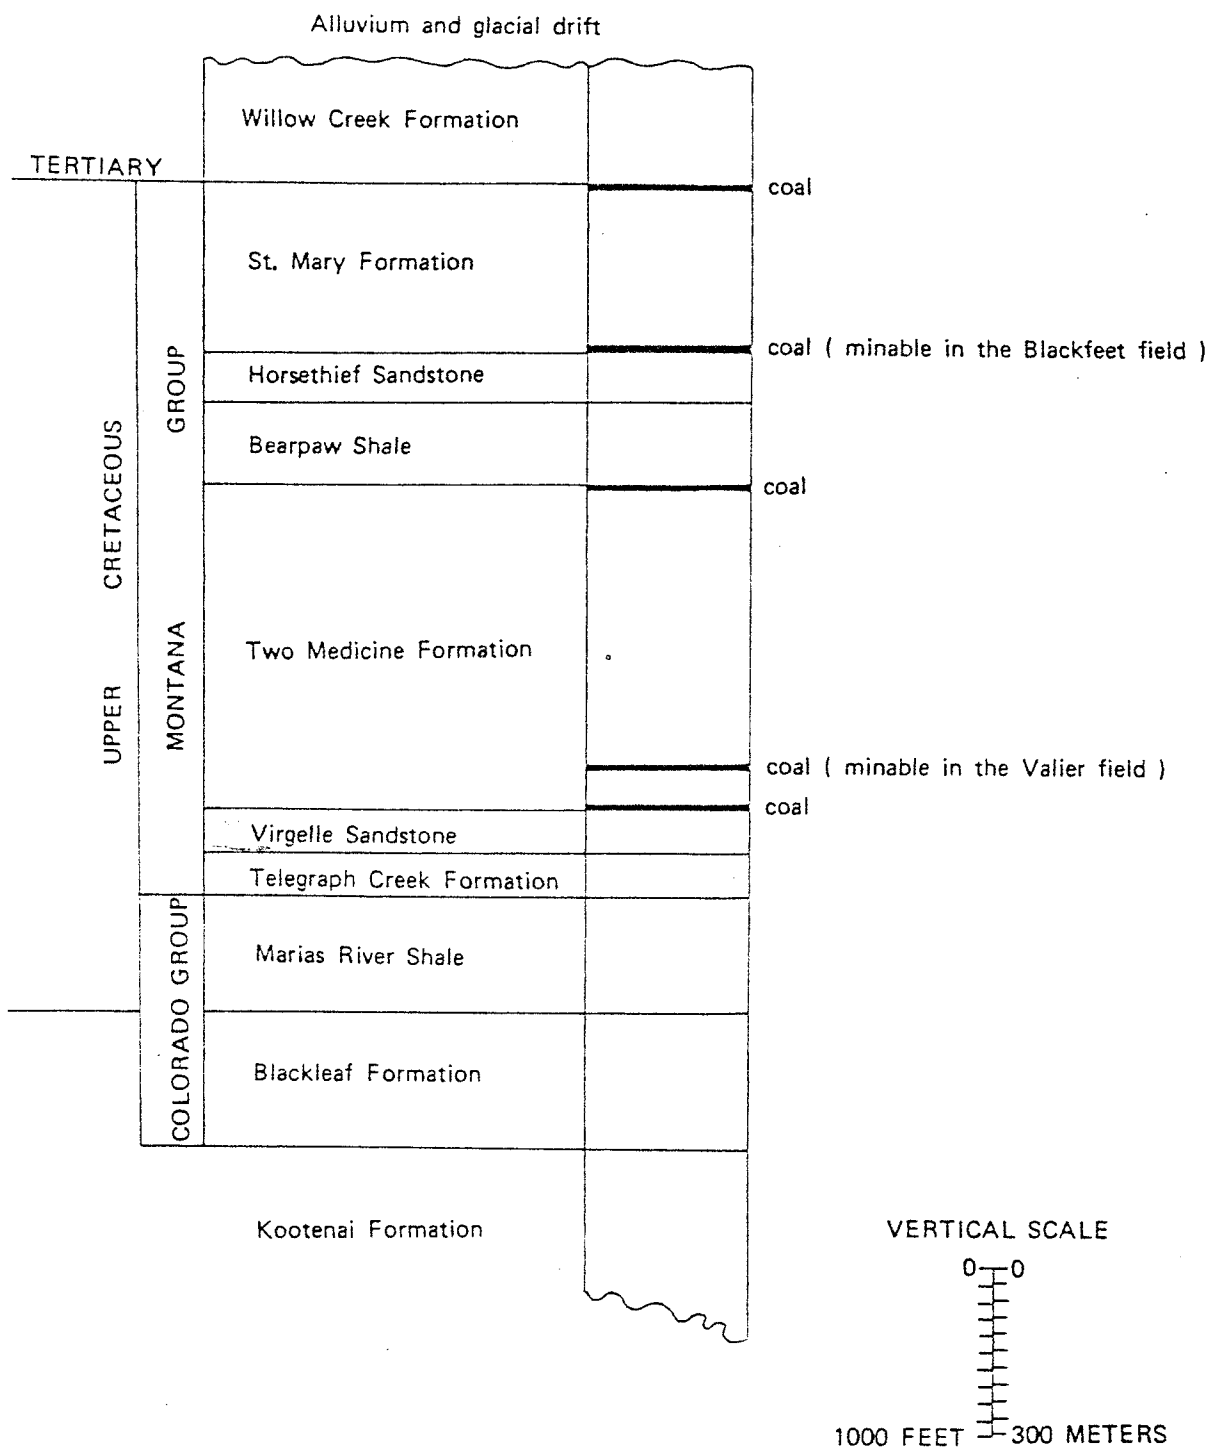 Alluvium and glacial drift
Willow Creek Formation
TERTIARY
coal
St. Mary Formation
coal ( minable in the Blackfeet field )
Horsethief Sandstone
Bearpaw Shale
coal
Two Medicine Formation
coal ( minable in the Valier field )
coal
Virgelle Sandstone
Telegraph Creek Formation
Marias River Shale
Blackleaf Formation
Kootenai Formation
UPPER CRETACEOUS
MONTANA GROUP
COLORADO GROUP
VERTICAL SCALE
0 0
1000 FEET 300 METERS